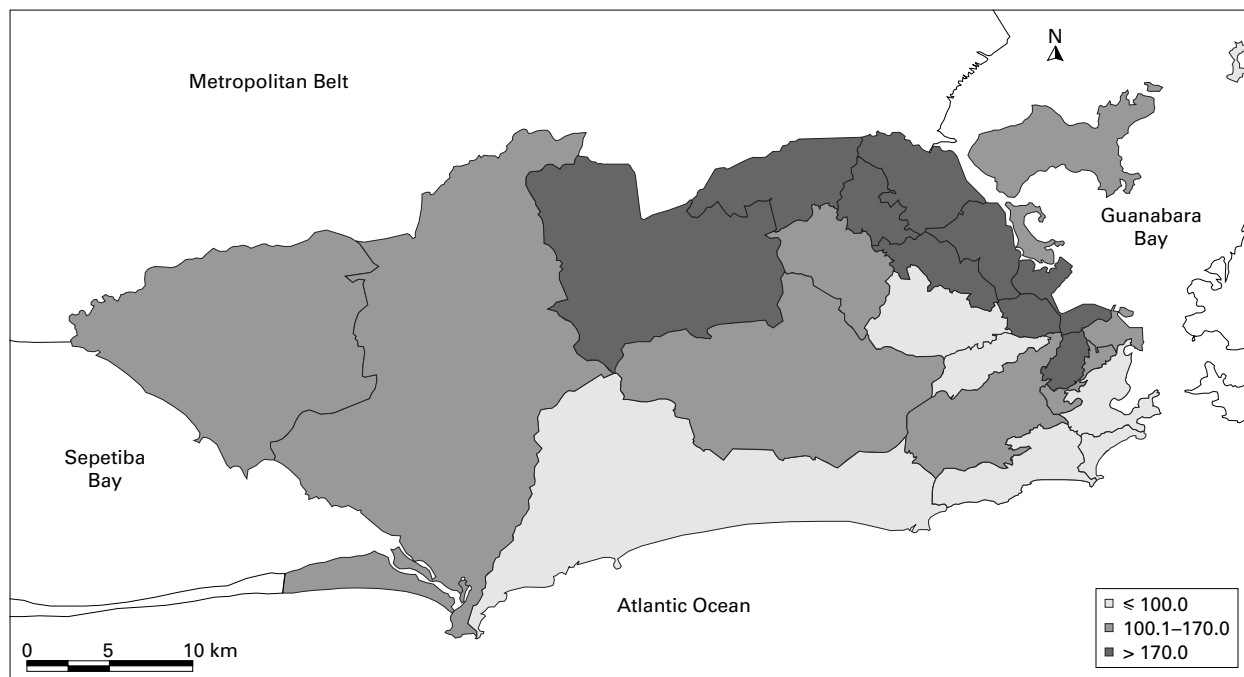 Metropolitan Belt
N
Guanabara
Bay
Sepetiba
Bay
Atlantic Ocean
0 5 10 km
⩽ 100.0
100.1–170.0
> 170.0